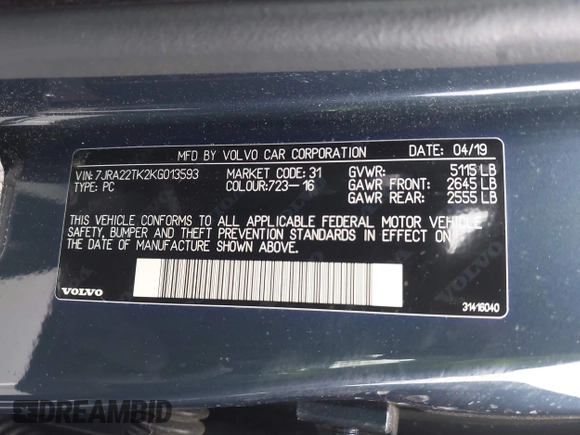 MFD BY VOLVO CAR CORPORATION DATE: 04/19
VIN: 7JRA22TK2KG013593 MARKET CODE: 31 GVWR: 5115 LB
TYPE: PC COLOUR: 723-16 GAWR FRONT: 2645 LB
GAWR REAR: 2555 LB
THIS VEHICLE CONFORMS TO ALL APPLICABLE FEDERAL MOTOR VEHICLE
SAFETY, BUMPER AND THEFT PREVENTION STANDARDS IN EFFECT ON
THE DATE OF MANUFACTURE SHOWN ABOVE.
VOLVO 31416040
DREAMBID